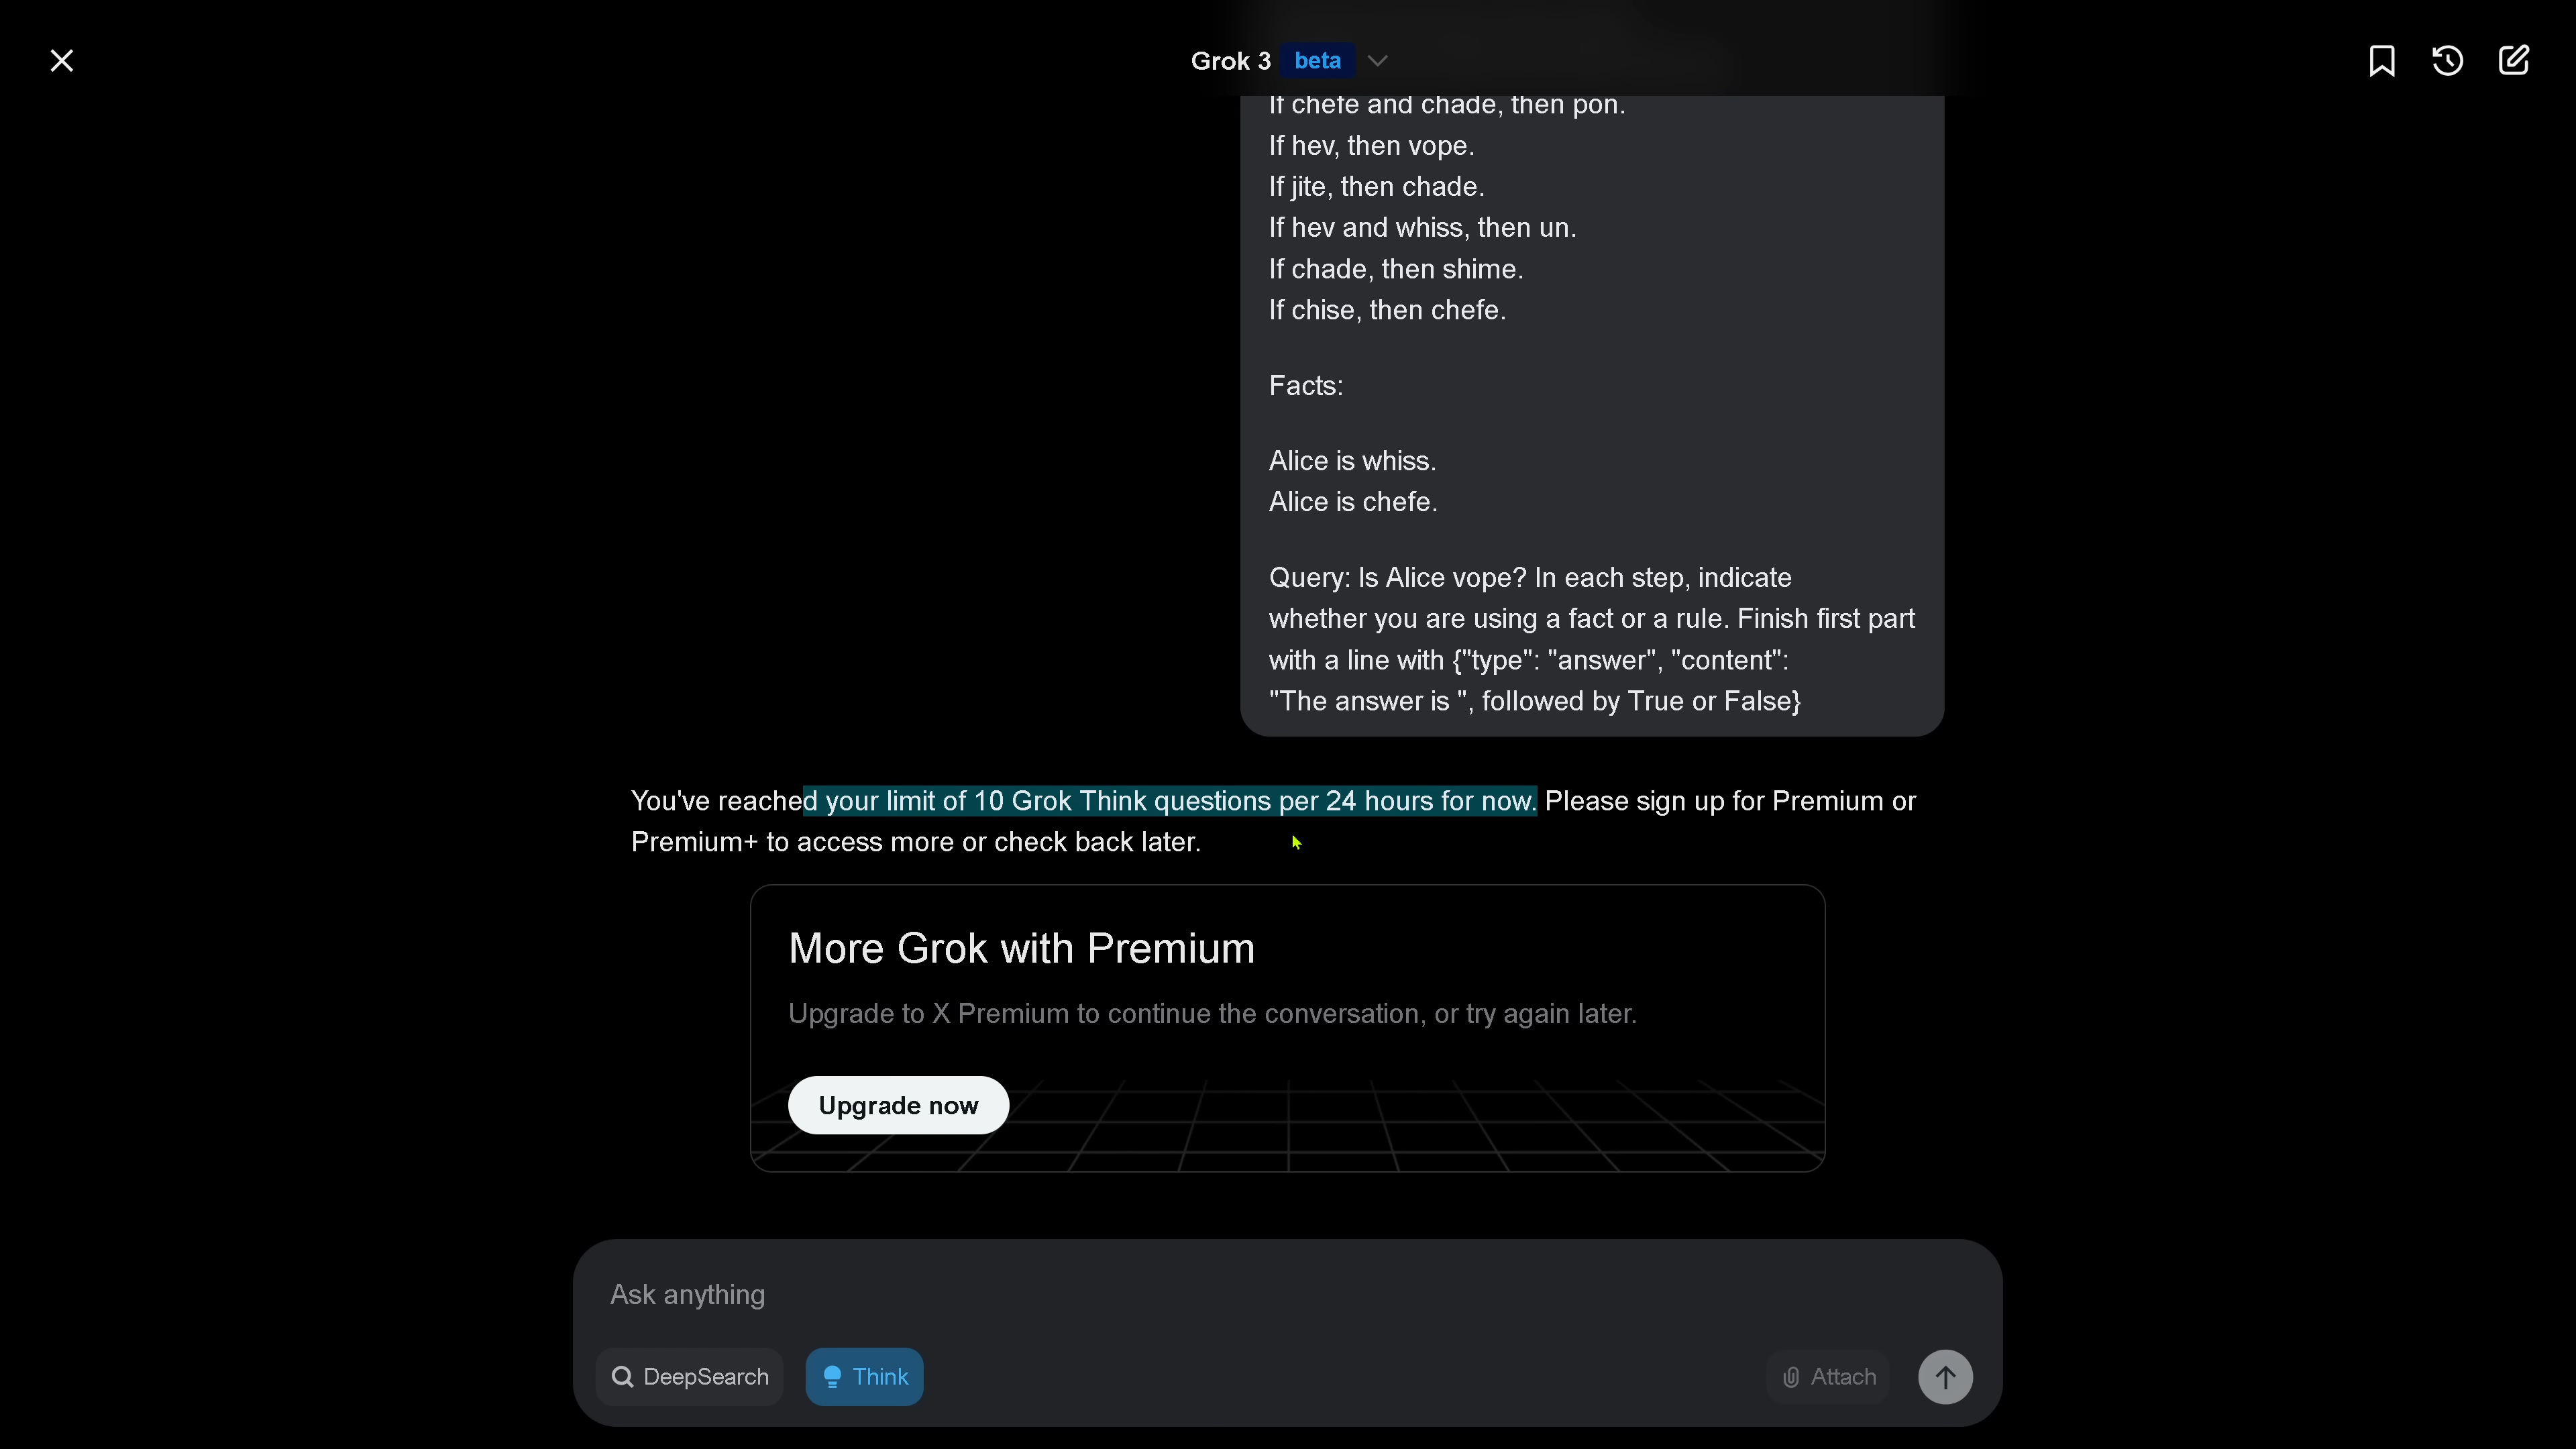 Grok 3 beta
If chefe and chade, then pon.
If hev, then vope.
If jite, then chade.
If hev and whiss, then un.
If chade, then shime.
If chise, then chefe.
Facts:
Alice is whiss.
Alice is chefe.
Query: Is Alice vope? In each step, indicate
whether you are using a fact or a rule. Finish first part
with a line with {"type": "answer", "content":
"The answer is ", followed by True or False}
You've reached your limit of 10 Grok Think questions per 24 hours for now. Please sign up for Premium or
Premium+ to access more or check back later.
More Grok with Premium
Upgrade to X Premium to continue the conversation, or try again later.
Upgrade now
Ask anything
DeepSearch Think Attach